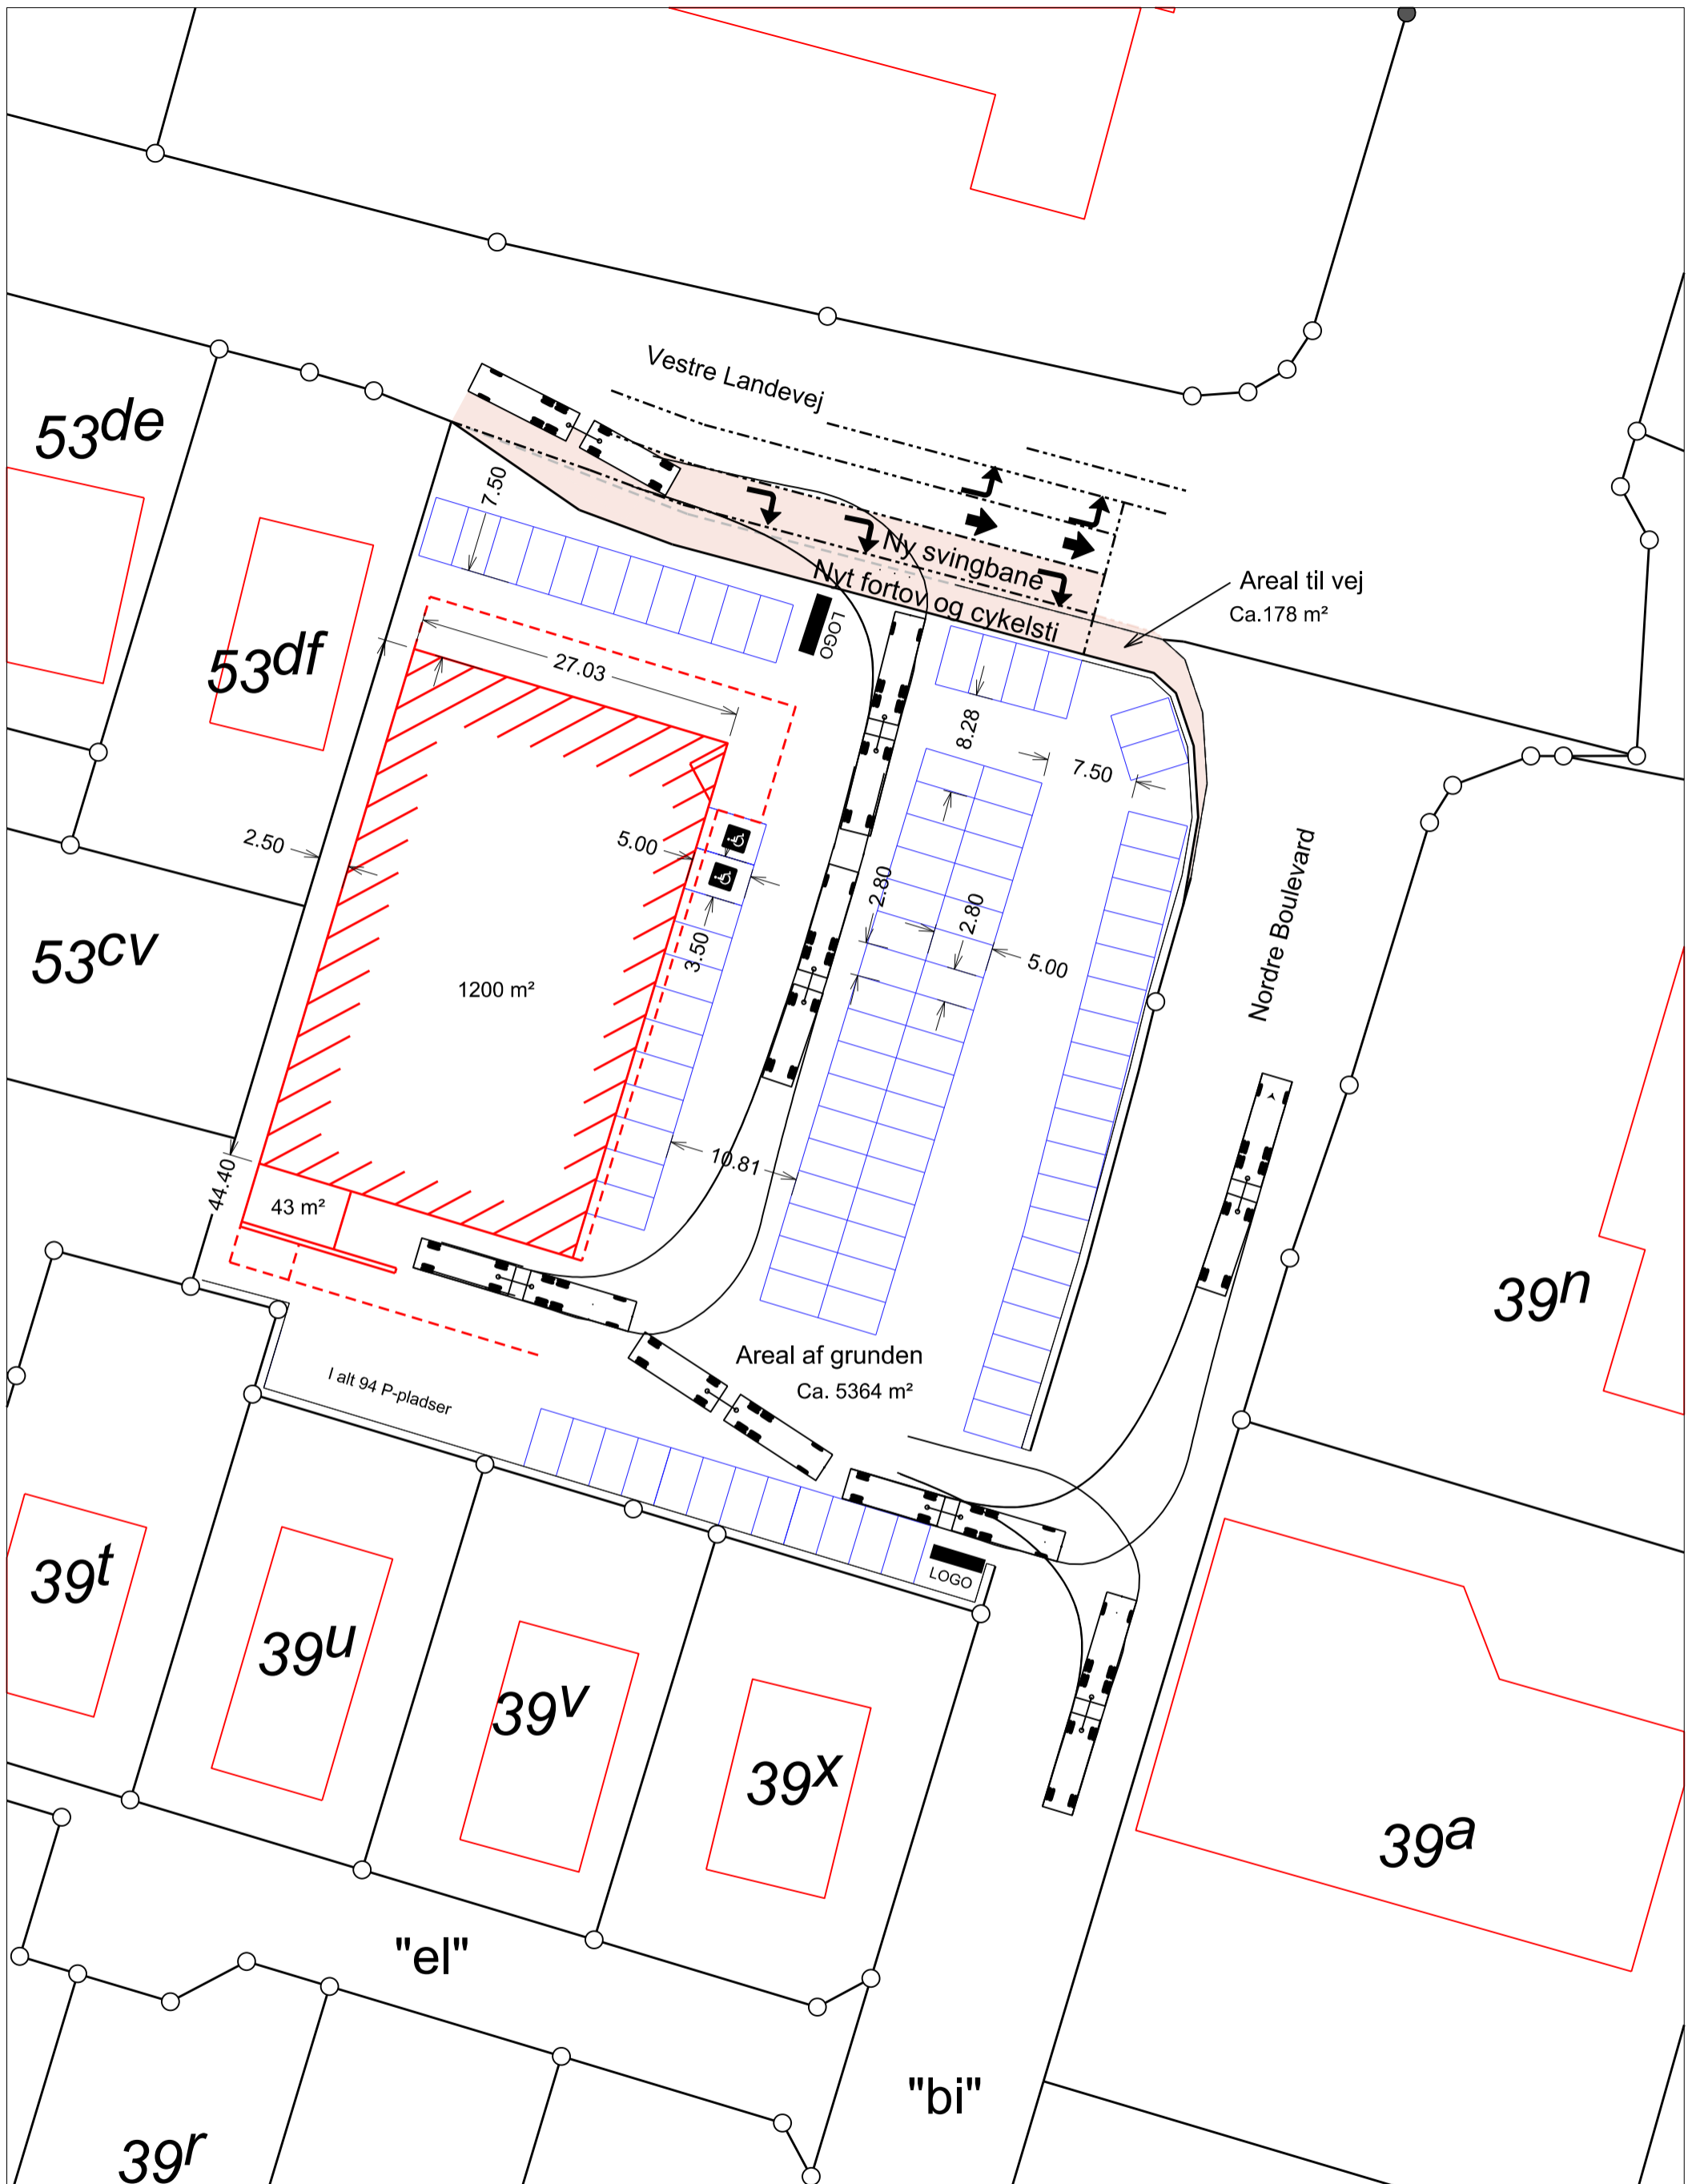 Vestre Landevej
53de
7.50
Ny svingbane
Nyt fortov og cykelsti
Areal til vej
Ca.178 m²
LOGO
53df
27.03
8.28
7.50
2.50
5.00
2.80
2.80
3.50
5.00
Nordre Boulevard
53cv
1200 m²
10.81
44.40
43 m²
39n
Areal af grunden
Ca. 5364 m²
I alt 94 P-pladser
LOGO
39t
39u
39v
39x
39a
"el"
"bi"
39r